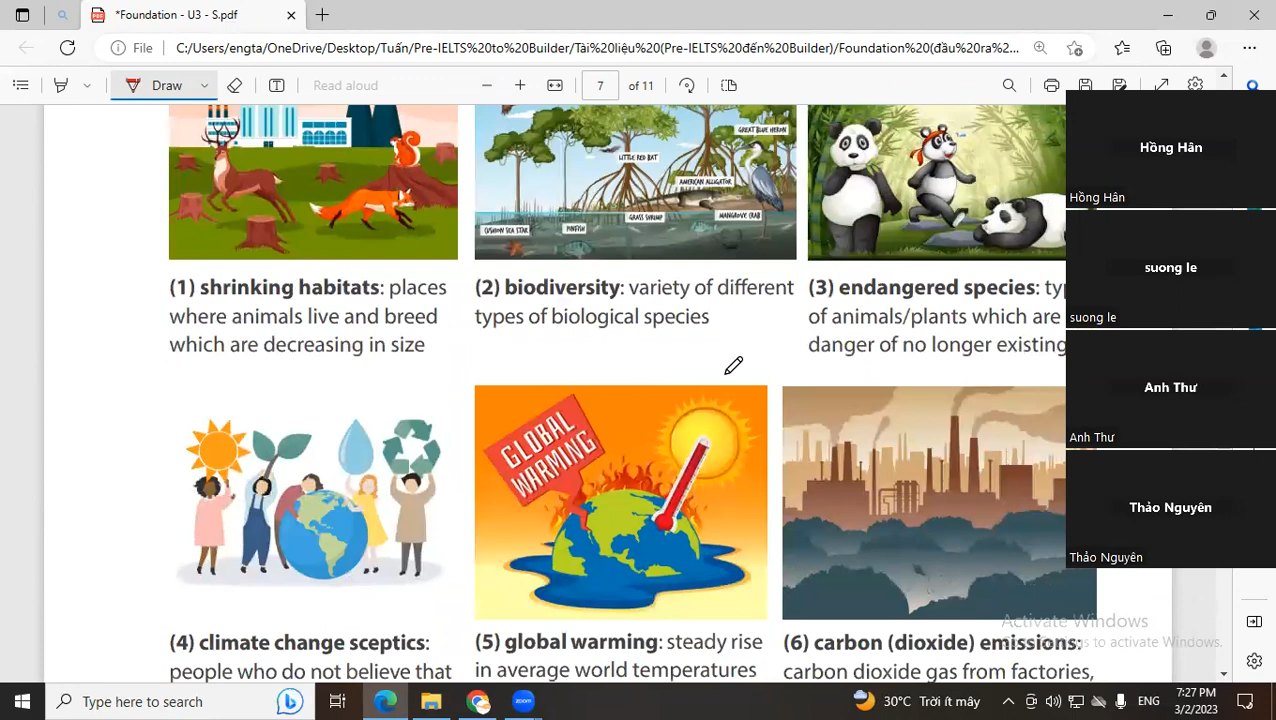 *Foundation - U3 - S.pdf
File
C:/Users/engta/OneDrive/Desktop/Tuấn/Pre-IELTS%20to%20Builder/Tài liệu%20(Pre-IELTS%20đến%20Builder)/Foundation%20(đầu%20ra%...
Draw
Read aloud
7
of 11
LITTLE RED BAT
GREAT BLUE HERON
AMERICAN ALLIGATOR
GRASS SHRIMP
MANGROVE CRAB
CUSHION SEA STAR
PINFISH
(1) shrinking habitats: places
where animals live and breed
which are decreasing in size
(2) biodiversity: variety of different
types of biological species
(3) endangered species: ty
of animals/plants which are
danger of no longer existing
GLOBAL
WARMING
(4) climate change sceptics:
people who do not believe that
(5) global warming: steady rise
in average world temperatures
(6) carbon (dioxide) emissions:
carbon dioxide gas from factories,
Hồng Hân
Hồng Hân
suong le
suong le
Anh Thư
Anh Thư
Thảo Nguyên
Thảo Nguyên
Activate Windows
to activate Windows.
Type here to search
zoom
30°C Trời ít mây
ENG
7:27 PM
3/2/2023